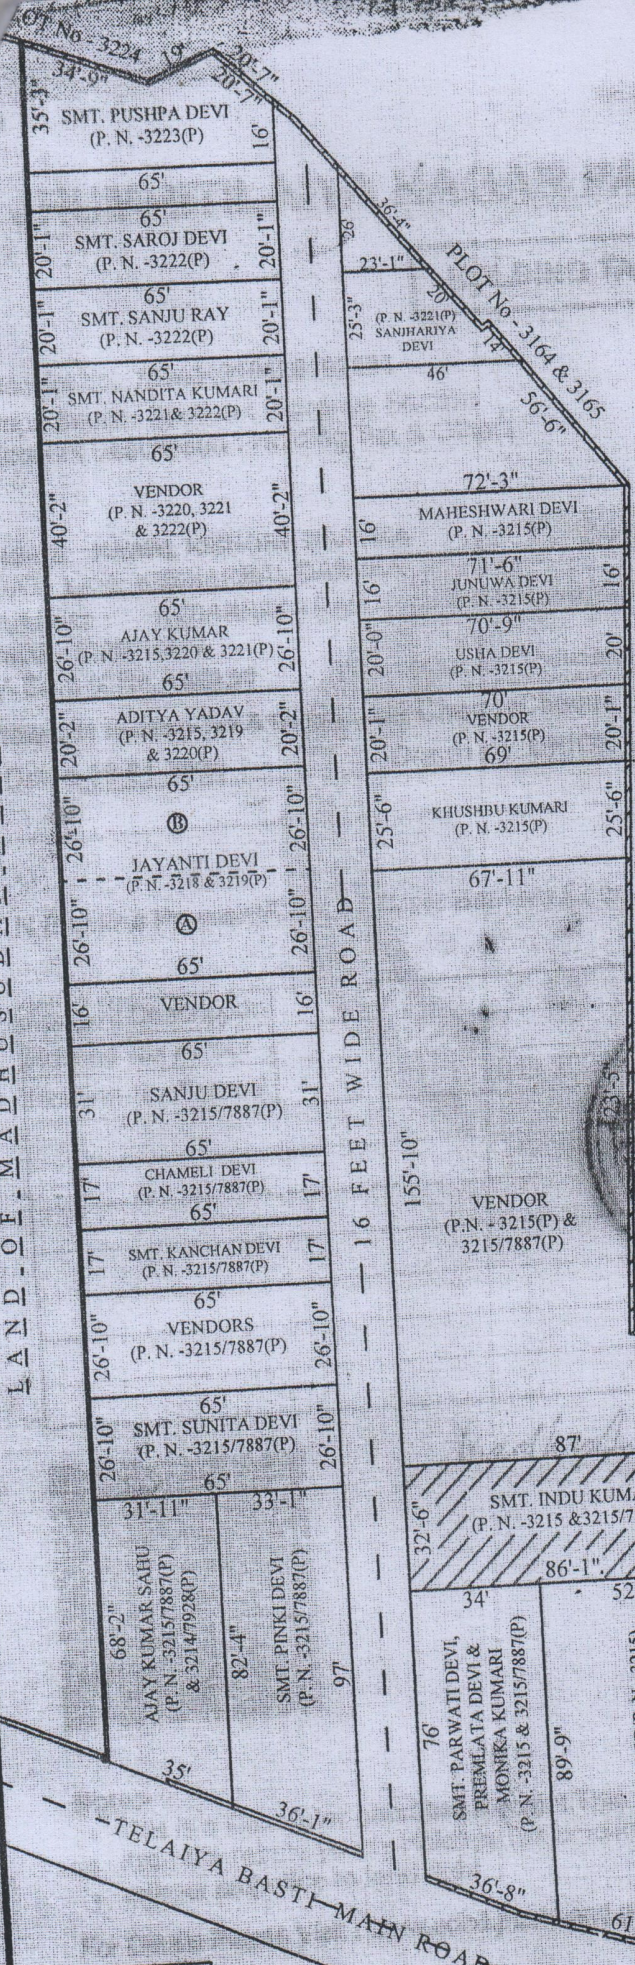 OT No - 3224
34'-9"
19'
20'-7"
20'-7"
35'-3"
SMT. PUSHPA DEVI
(P. N. -3223(P)
16'
65'
65'
20'-1"
SMT. SAROJ DEVI
(P. N. -3222(P)
20'-1"
65'
20'-1"
SMT. SANJU RAY
(P. N. -3222(P)
20'-1"
65'
20'-1"
SMT. NANDITA KUMARI
(P. N. -3221& 3222(P)
20'-1"
65'
40'-2"
VENDOR
(P. N. -3220, 3221
& 3222(P)
40'-2"
65'
26'-10"
AJAY KUMAR
(P. N. -3215,3220 & 3221(P)
26'-10"
65'
20'-2"
ADITYA YADAV
(P. N. -3215, 3219
& 3220(P)
20'-2"
65'
26'-10"
B
26'-10"
JAYANTI DEVI
(P. N. -3218 & 3219(P)
26'-10"
A
26'-10"
65'
16'
VENDOR
16'
65'
31'
SANJU DEVI
(P. N. -3215/7887(P)
31'
65'
17'
CHAMELI DEVI
(P. N. -3215/7887(P)
17'
65'
17'
SMT. KANCHAN DEVI
(P. N. -3215/7887(P)
17'
65'
26'-10"
VENDORS
(P. N. -3215/7887(P)
26'-10"
65'
26'-10"
SMT. SUNITA DEVI
(P. N. -3215/7887(P)
26'-10"
65'
31'-11"
33'-1"
68'-2"
AJAY KUMAR SAHU
(P. N. -3215/7887(P)
& 3214/7928(P)
82'-4"
SMT. PINKI DEVI
(P. N. -3215/7887(P)
97'
35'
36'-1"
LAND - OF - 
16 FEET WIDE ROAD
26'
36'-4"
23'-1"
PLOT No - 3164 & 3165
20'
25'-3"
(P. N. -3221(P)
SANJHARIYA
DEVI
14'
46'
56'-6"
72'-3"
16'
MAHESHWARI DEVI
(P. N. -3215(P)
71'-6"
16'
JUNUWA DEVI
(P. N. -3215(P)
16'
70'-9"
20'-0"
USHA DEVI
(P. N. -3215(P)
20'
70'
20'-1"
VENDOR
(P. N. -3215(P)
20'-1"
69'
25'-6"
KHUSHBU KUMARI
(P. N. -3215(P)
25'-6"
67'-11"
155'-10"
23'-5"
VENDOR
(P.N. - 3215(P) &
3215/7887(P)
87'
32'-6"
SMT. INDU KUMA
(P. N. -3215 &3215/7
86'-1"
34'
52
76'
SMT. PARWATI DEVI,
PREMLATA DEVI &
MONIKA KUMARI
(P. N. -3215 & 3215/7887(P)
89'-9"
36'-8"
61
TELAIYA BASTI MAIN ROAD